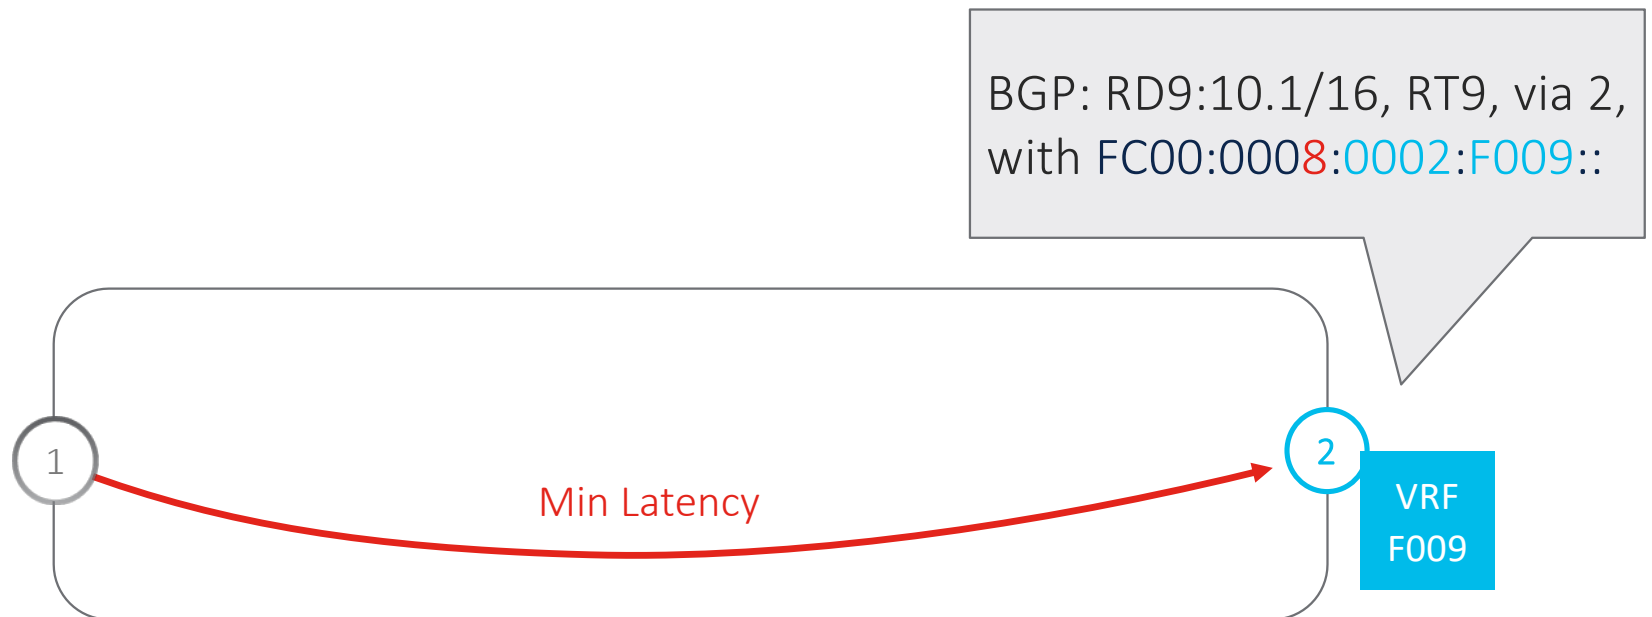 BGP: RD9:10.1/16, RT9, via 2,
with FC00:0008:0002:F009::
1
2
Min Latency
VRF
F009